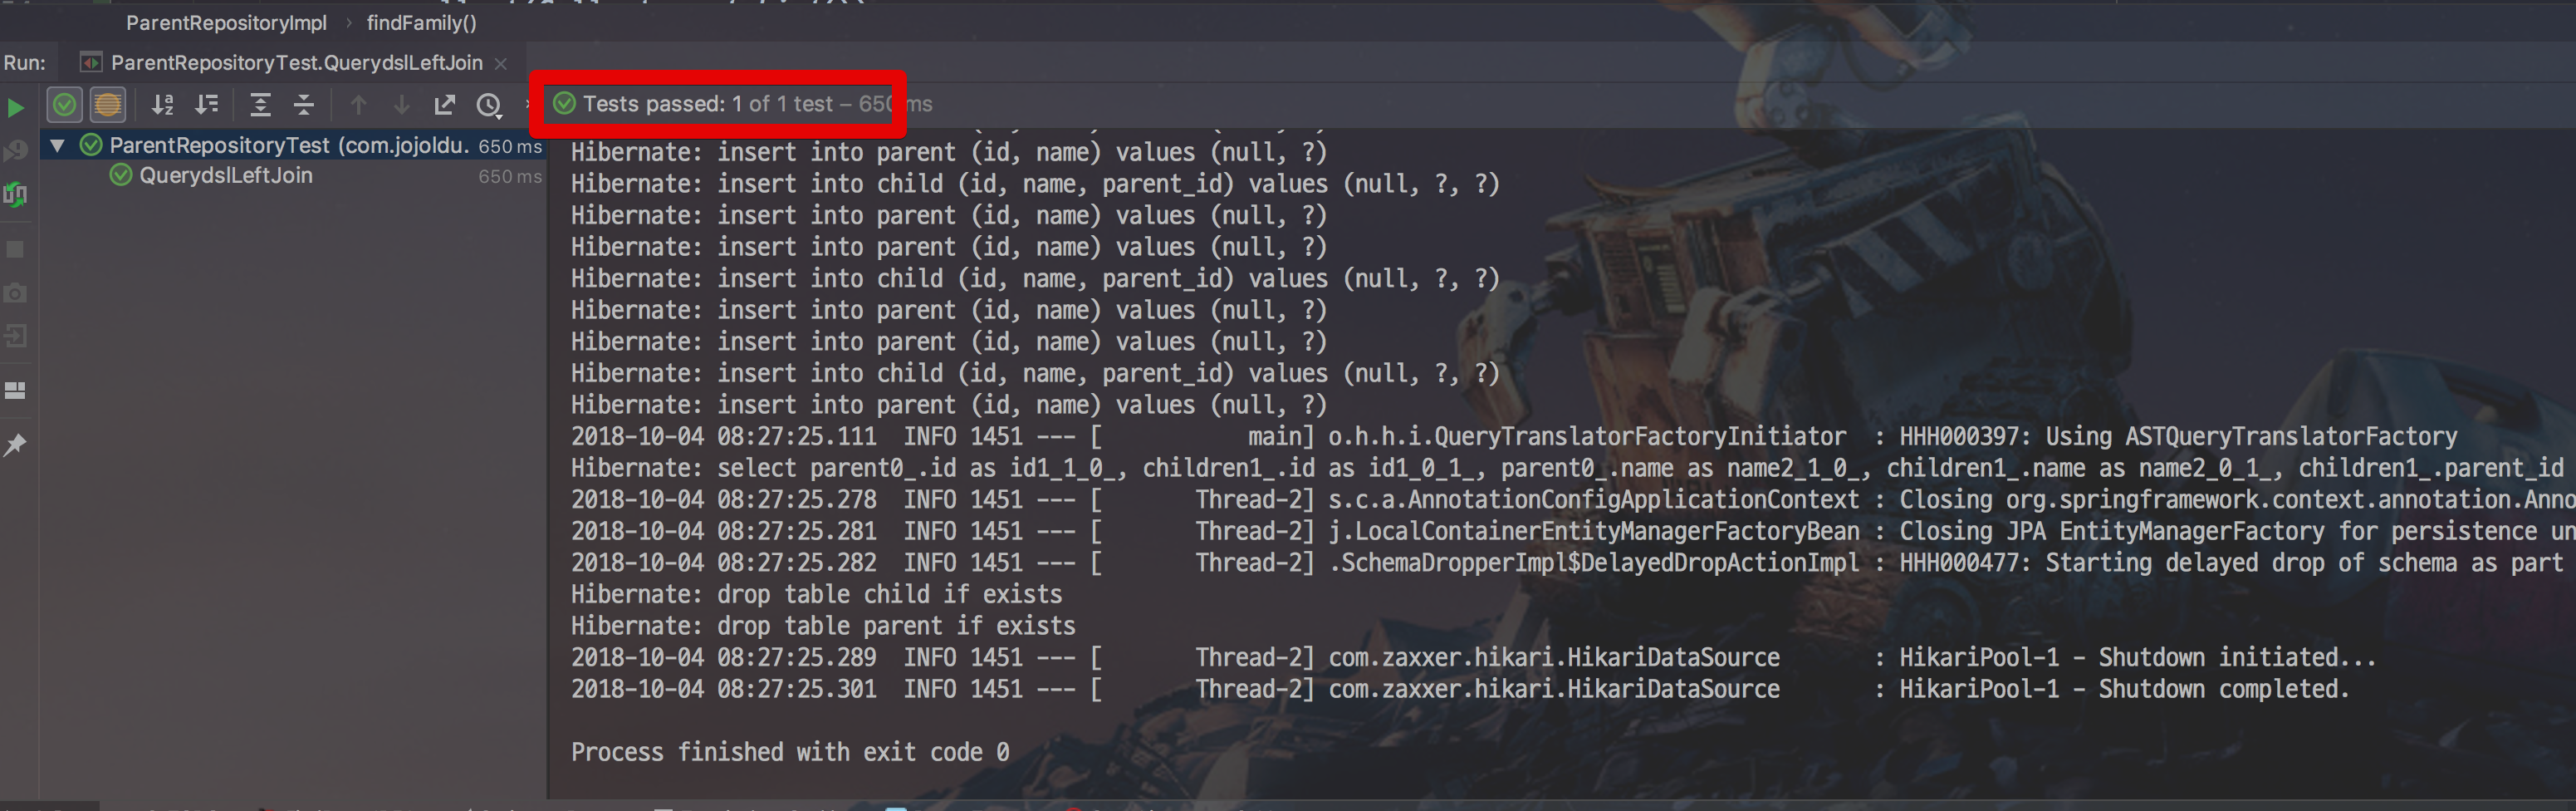 ParentRepositoryImpl › findFamily()
Run: ParentRepositoryTest.QuerydslLeftJoin ×
Tests passed: 1 of 1 test – 650 ms
ParentRepositoryTest (com.jojoldu. 650 ms
QuerydslLeftJoin 650 ms
Hibernate: insert into parent (id, name) values (null, ?)
Hibernate: insert into child (id, name, parent_id) values (null, ?, ?)
Hibernate: insert into parent (id, name) values (null, ?)
Hibernate: insert into parent (id, name) values (null, ?)
Hibernate: insert into child (id, name, parent_id) values (null, ?, ?)
Hibernate: insert into parent (id, name) values (null, ?)
Hibernate: insert into parent (id, name) values (null, ?)
Hibernate: insert into child (id, name, parent_id) values (null, ?, ?)
Hibernate: insert into parent (id, name) values (null, ?)
2018-10-04 08:27:25.111  INFO 1451 --- [           main] o.h.h.i.QueryTranslatorFactoryInitiator  : HHH000397: Using ASTQueryTranslatorFactory
Hibernate: select parent0_.id as id1_1_0_, children1_.id as id1_0_1_, parent0_.name as name2_1_0_, children1_.name as name2_0_1_, children1_.parent_id
2018-10-04 08:27:25.278  INFO 1451 --- [       Thread-2] s.c.a.AnnotationConfigApplicationContext : Closing org.springframework.context.annotation.Anno
2018-10-04 08:27:25.281  INFO 1451 --- [       Thread-2] j.LocalContainerEntityManagerFactoryBean : Closing JPA EntityManagerFactory for persistence un
2018-10-04 08:27:25.282  INFO 1451 --- [       Thread-2] .SchemaDropperImpl$DelayedDropActionImpl : HHH000477: Starting delayed drop of schema as part
Hibernate: drop table child if exists
Hibernate: drop table parent if exists
2018-10-04 08:27:25.289  INFO 1451 --- [       Thread-2] com.zaxxer.hikari.HikariDataSource       : HikariPool-1 - Shutdown initiated...
2018-10-04 08:27:25.301  INFO 1451 --- [       Thread-2] com.zaxxer.hikari.HikariDataSource       : HikariPool-1 - Shutdown completed.
Process finished with exit code 0